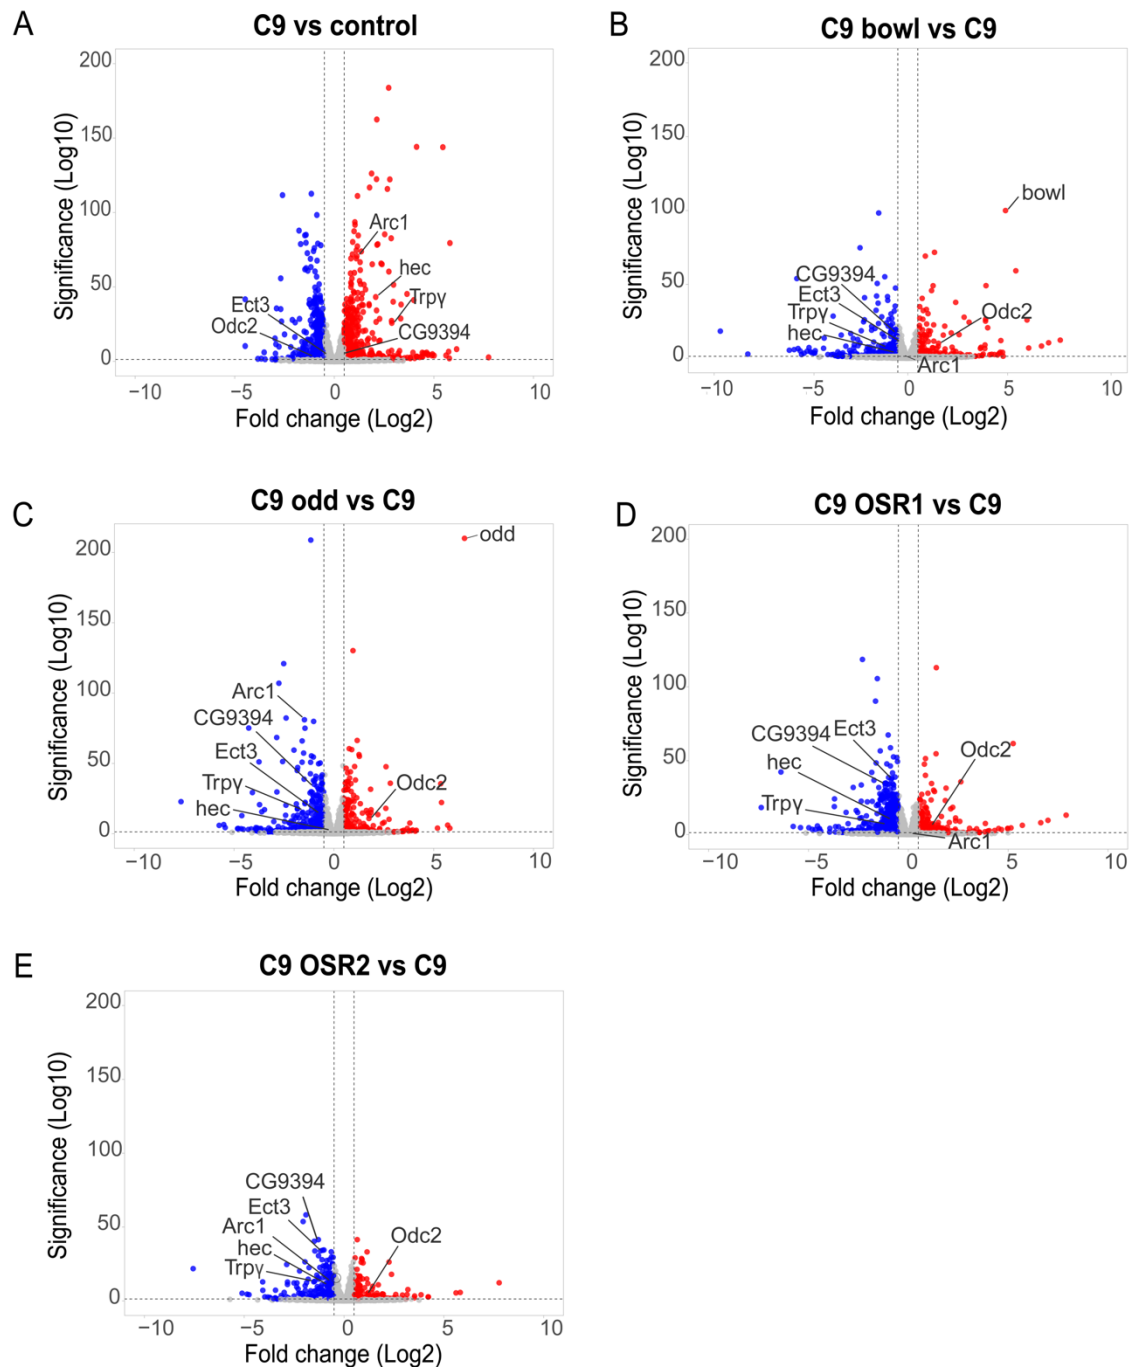 A
C9 vs control
Significance (Log10)
200
150
100
50
0
Arc1
hec
Trpγ
CG9394
Ect3
Odc2
−10
−5
0
5
10
Fold change (Log2)
B
C9 bowl vs C9
Significance (Log10)
200
150
100
50
0
bowl
CG9394
Ect3
Trpγ
hec
Odc2
Arc1
−10
−5
0
5
10
Fold change (Log2)
C
C9 odd vs C9
Significance (Log10)
200
150
100
50
0
odd
Arc1
CG9394
Ect3
Trpγ
hec
Odc2
−10
−5
0
5
10
Fold change (Log2)
D
C9 OSR1 vs C9
Significance (Log10)
200
150
100
50
0
CG9394
Ect3
hec
Trpγ
Odc2
Arc1
−10
−5
0
5
10
Fold change (Log2)
E
C9 OSR2 vs C9
Significance (Log10)
200
150
100
50
0
CG9394
Ect3
Arc1
hec
Trpγ
Odc2
−10
−5
0
5
10
Fold change (Log2)